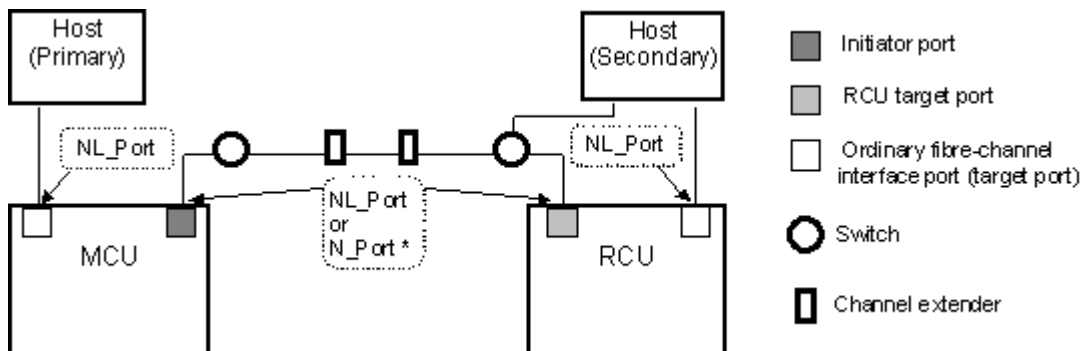 Host
(Primary)
Host
(Secondary)
NL_Port
NL_Port
NL_Port
or
N_Port *
MCU
RCU
Initiator port
RCU target port
Ordinary fibre-channel
interface port (target port)
Switch
Channel extender